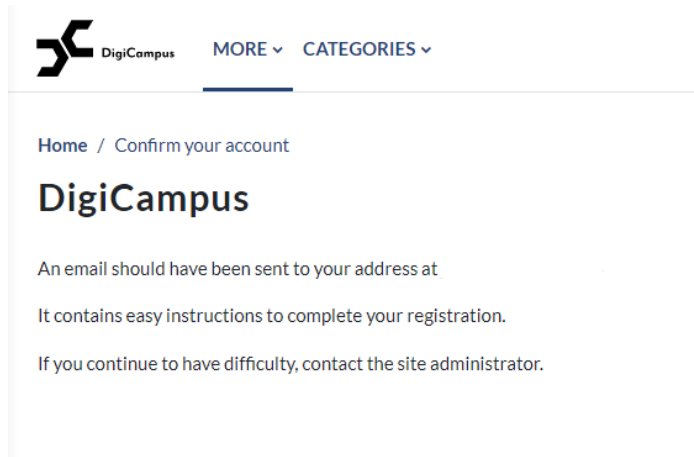 DigiCampus MORE CATEGORIES
Home / Confirm your account
DigiCampus
An email should have been sent to your address at
It contains easy instructions to complete your registration.
If you continue to have difficulty, contact the site administrator.